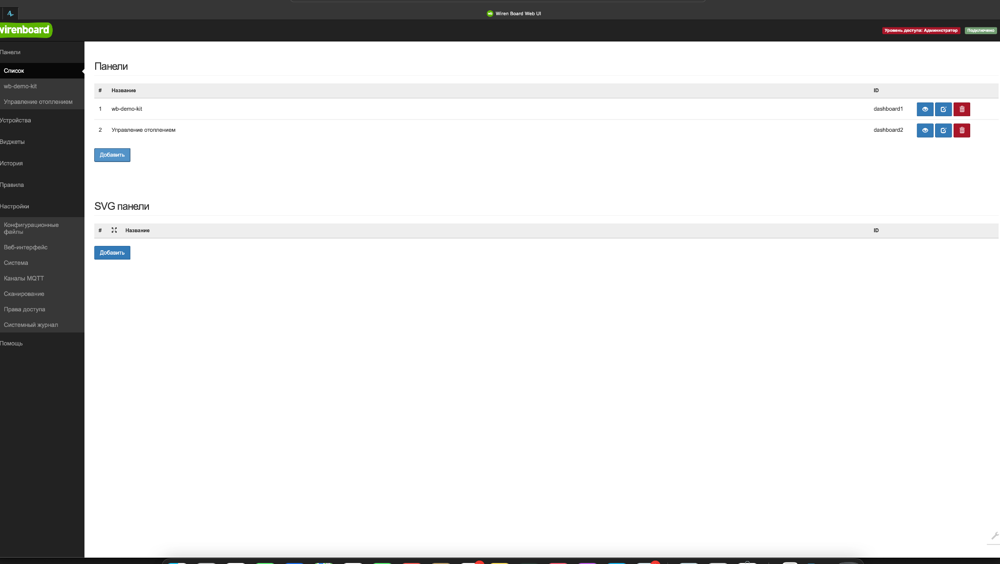 Wiren Board Web UI
wirenboard
Уровень доступа: Администратор
Подключено
Панели
Список
wb-demo-kit
Управление отоплением
Устройства
Виджеты
История
Правила
Настройки
Конфигурационные
файлы
Веб-интерфейс
Система
Каналы MQTT
Сканирование
Права доступа
Системный журнал
Помощь
Панели
# Название ID
1 wb-demo-kit dashboard1
2 Управление отоплением dashboard2
Добавить
SVG панели
# Название ID
Добавить